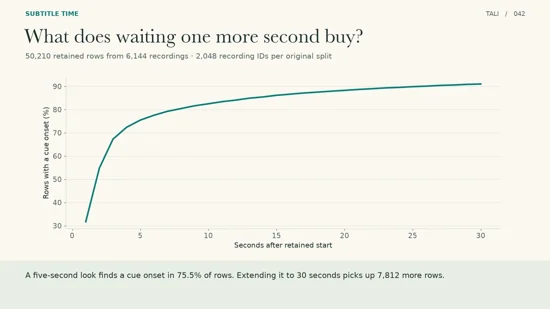 SUBTITLE TIME
TALI / 042
What does waiting one more second buy?
50,210 retained rows from 6,144 recordings · 2,048 recording IDs per original split
Rows with a cue onset (%)
90
80
70
60
50
40
30
0 5 10 15 20 25 30
Seconds after retained start
A five-second look finds a cue onset in 75.5% of rows. Extending it to 30 seconds picks up 7,812 more rows.